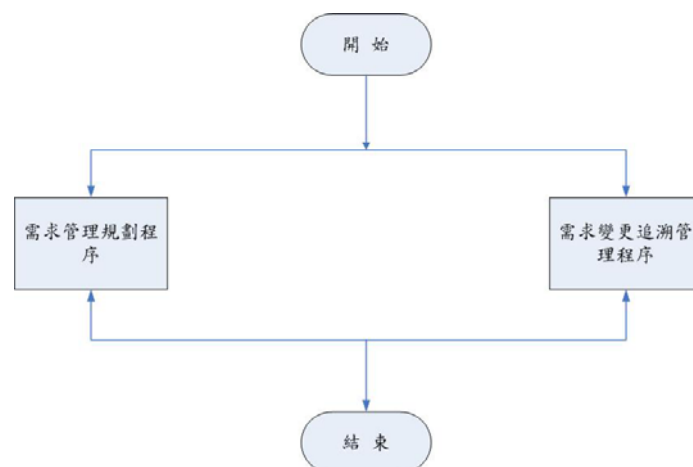 開 始
需求管理規劃程
序
需求變更追溯管
理程序
結 束